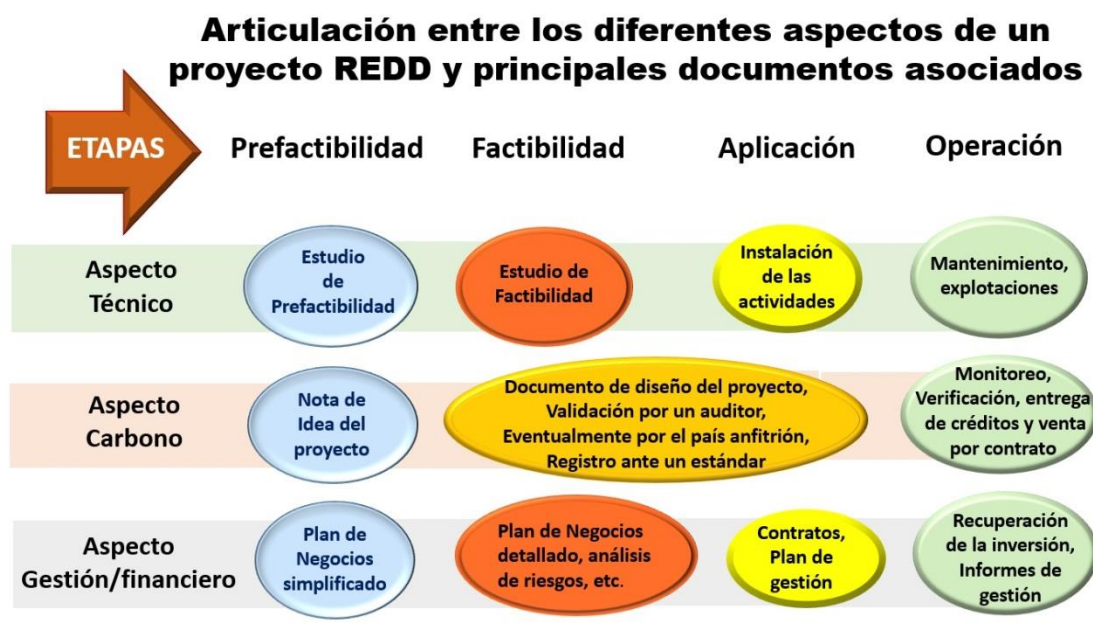 Articulación entre los diferentes aspectos de un
proyecto REDD y principales documentos asociados
ETAPAS
Prefactibilidad
Factibilidad
Aplicación
Operación
Aspecto
Técnico
Estudio
de
Prefactibilidad
Estudio de
Factibilidad
Instalación
de las
actividades
Mantenimiento,
explotaciones
Aspecto
Carbono
Nota de
Idea del
proyecto
Documento de diseño del proyecto,
Validación por un auditor,
Eventualmente por el país anfitrión,
Registro ante un estándar
Monitoreo,
Verificación, entrega
de créditos y venta
por contrato
Aspecto
Gestión/financiero
Plan de
Negocios
simplificado
Plan de Negocios
detallado, análisis
de riesgos, etc.
Contratos,
Plan de
gestión
Recuperación
de la inversión,
Informes de
gestión